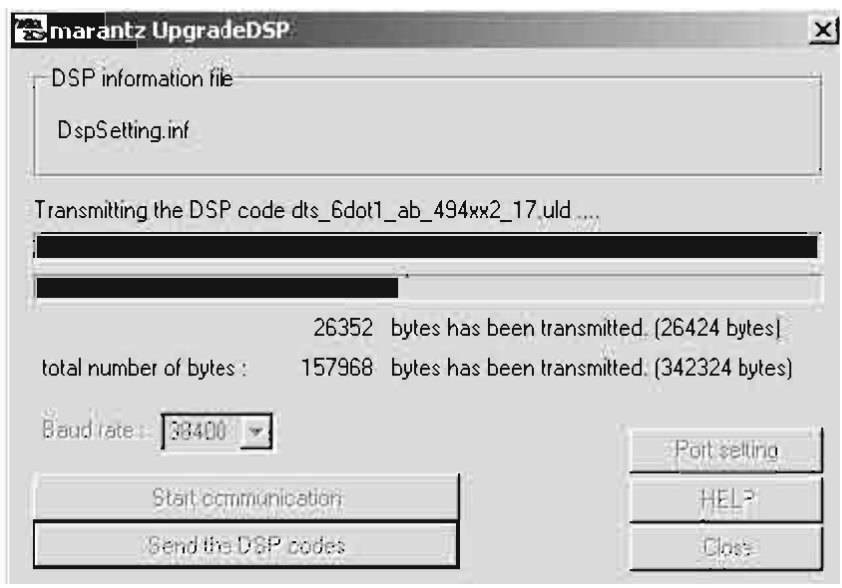 marantz UpgradeDSP
DSP information file
DspSetting.inf
Transmitting the DSP code dts_6dot1_ab_494xx2_17.uld ....
26352 bytes has been transmitted. (26424 bytes)
total number of bytes : 157968 bytes has been transmitted. (342324 bytes)
Baud rate : 38400
Port setting
Start communication
HELP
Send the DSP codes
Close